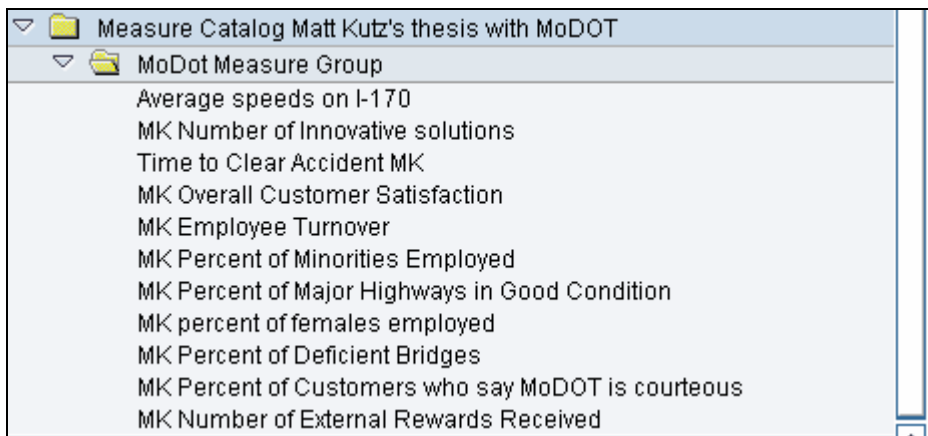 Measure Catalog Matt Kutz's thesis with MoDOT
MoDot Measure Group
Average speeds on I-170
MK Number of Innovative solutions
Time to Clear Accident MK
MK Overall Customer Satisfaction
MK Employee Turnover
MK Percent of Minorities Employed
MK Percent of Major Highways in Good Condition
MK percent of females employed
MK Percent of Deficient Bridges
MK Percent of Customers who say MoDOT is courteous
MK Number of External Rewards Received